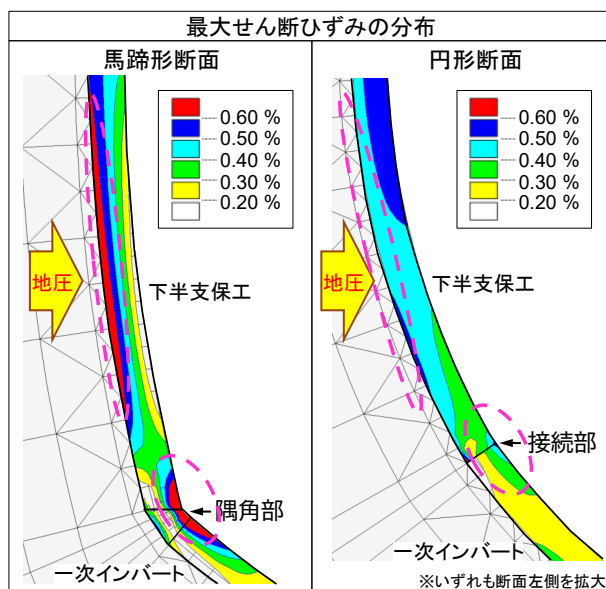 最大せん断ひずみの分布
馬蹄形断面
0.60 %
0.50 %
0.40 %
0.30 %
0.20 %
地圧
下半支保工
隅角部
一次インバート
円形断面
0.60 %
0.50 %
0.40 %
0.30 %
0.20 %
地圧
下半支保工
接続部
一次インバート
※いずれも断面左側を拡大